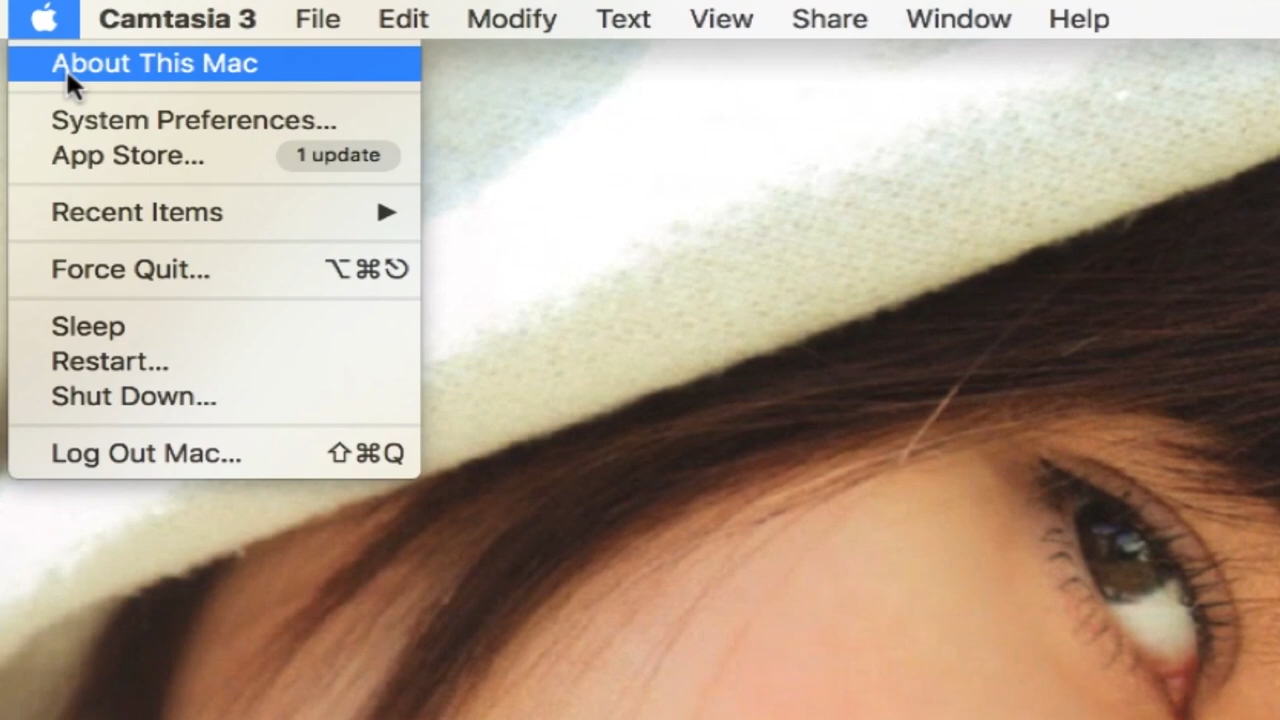 Camtasia 3 File Edit Modify Text View Share Window Help
About This Mac
System Preferences...
App Store... 1 update
Recent Items ▶
Force Quit... ⌥⌘⎋
Sleep
Restart...
Shut Down...
Log Out Mac... ⇧⌘Q